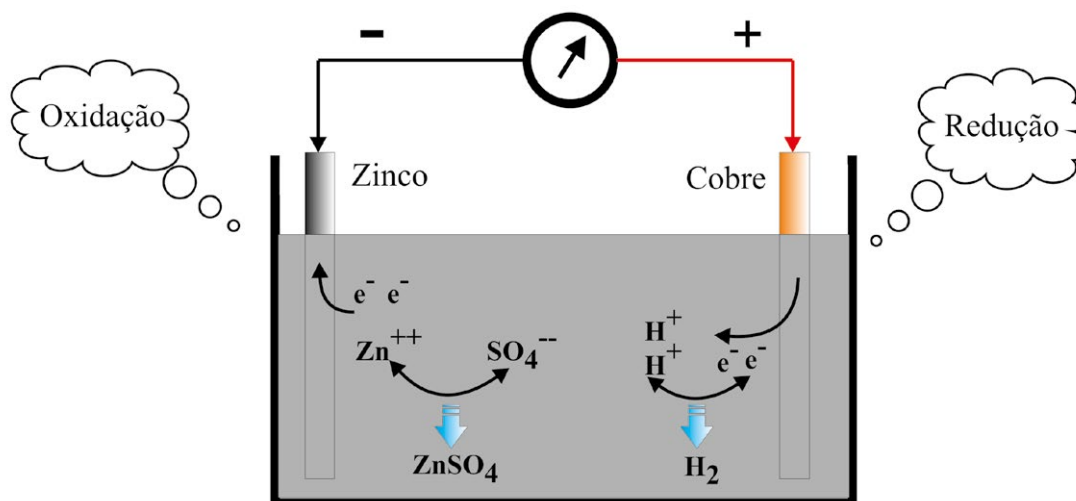 - +
Oxidação
Redução
Zinco Cobre
e⁻ e⁻
H⁺
Zn⁺⁺ SO₄⁻⁻ H⁺ e⁻ e⁻
ZnSO₄ H₂